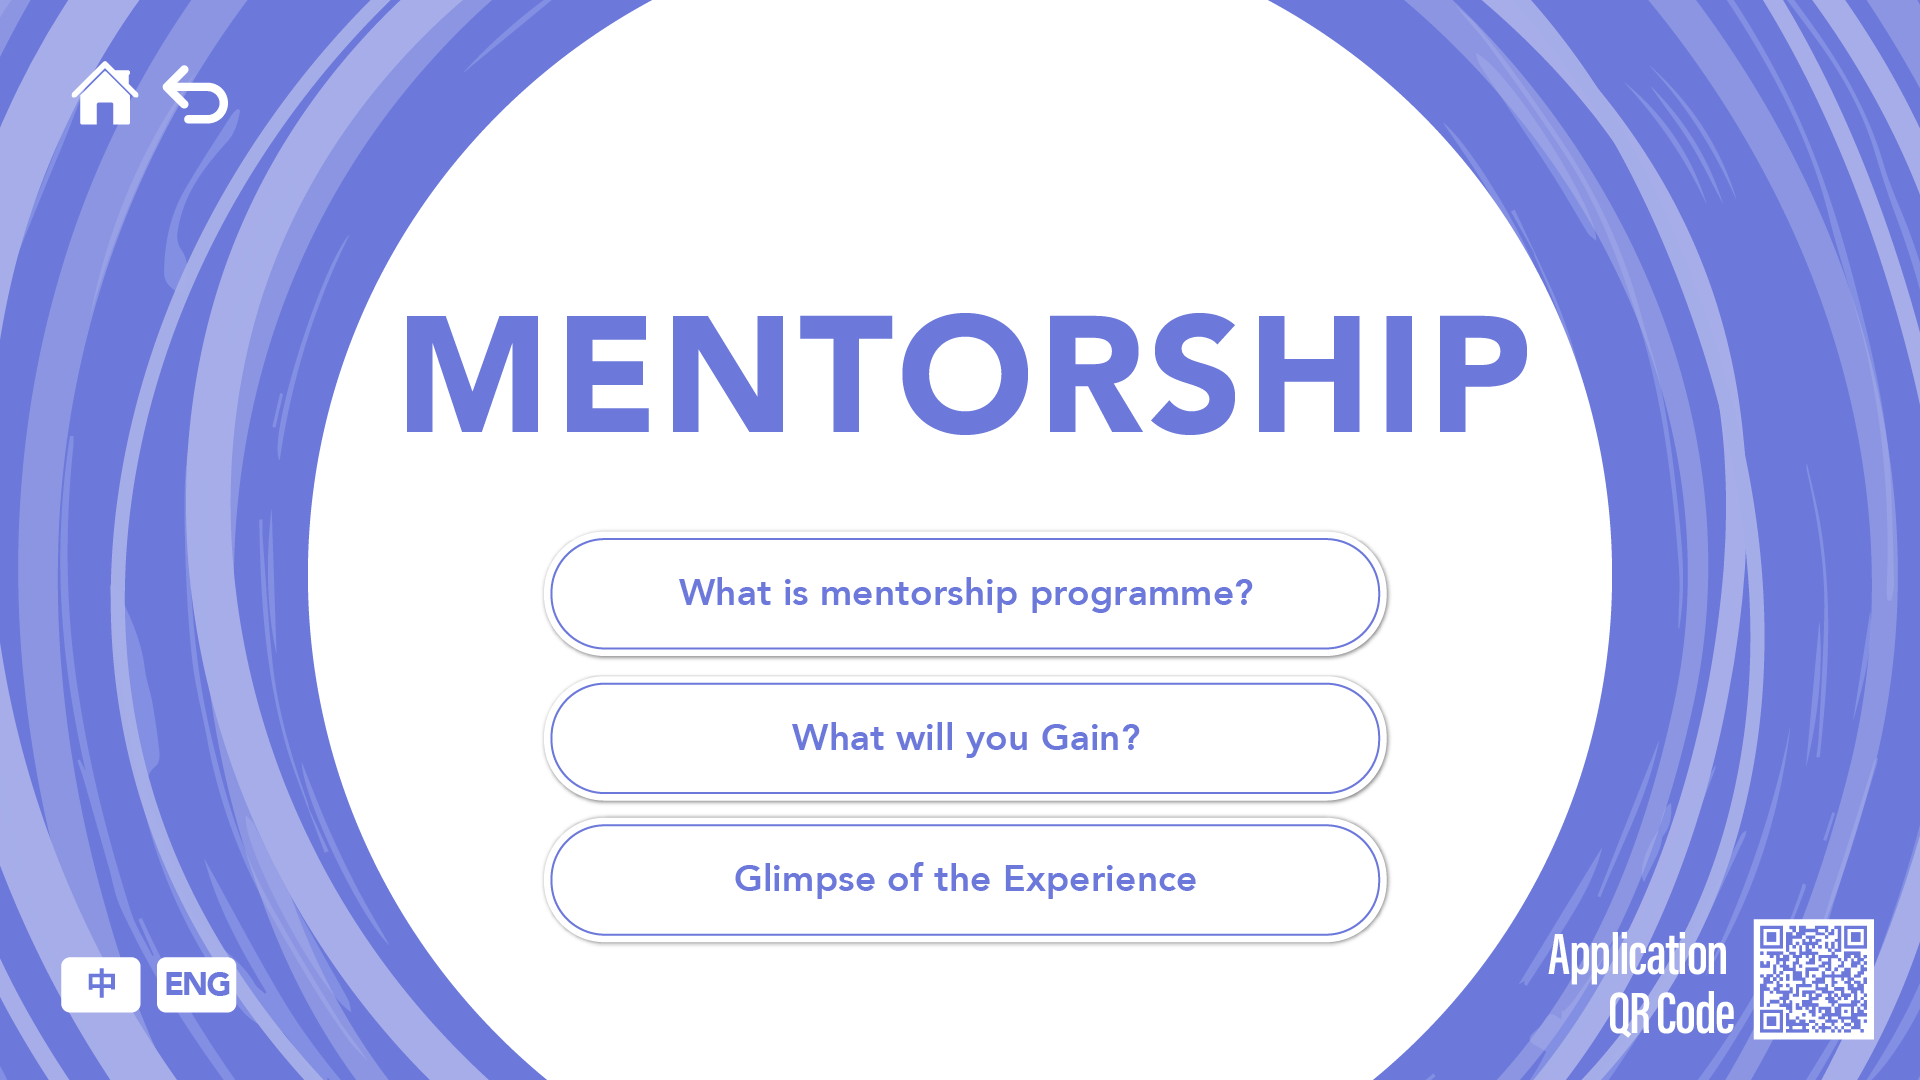 MENTORSHIP
What is mentorship programme?
What will you Gain?
Glimpse of the Experience
中
ENG
Application
QR Code